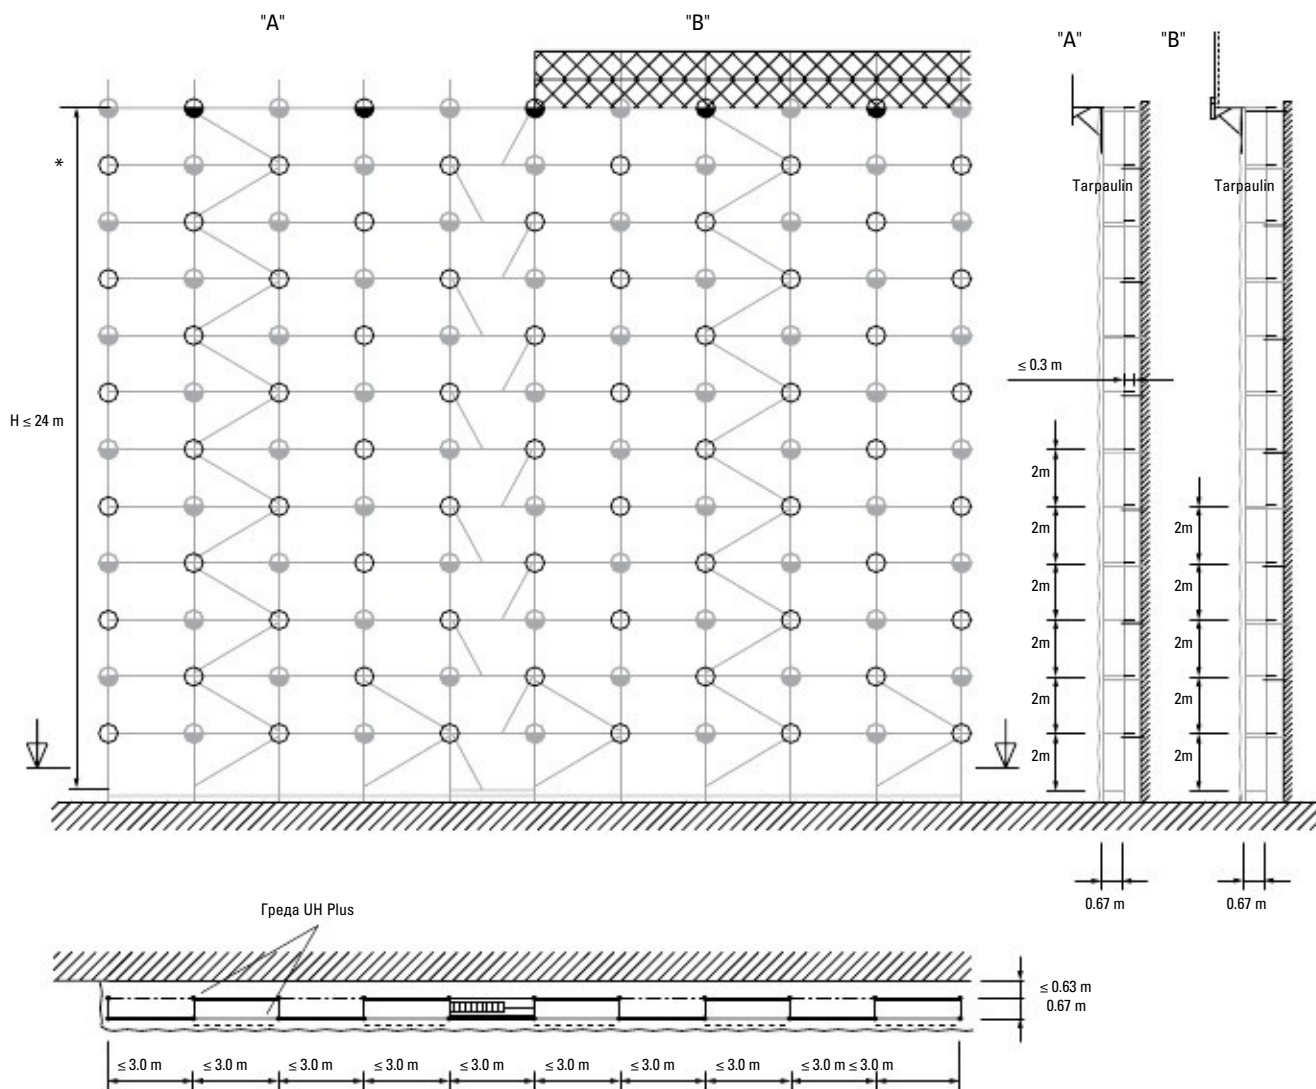 "A"
"B"
"A"
"B"
*
Tarpaulin
Tarpaulin
≤ 0.3 m
H ≤ 24 m
2m
2m
2m
2m
2m
2m
2m
2m
2m
2m
2m
0.67 m
0.67 m
Греда UH Plus
≤ 0.63 m
0.67 m
≤ 3.0 m
≤ 3.0 m
≤ 3.0 m
≤ 3.0 m
≤ 3.0 m
≤ 3.0 m
≤ 3.0 m
≤ 3.0 m
≤ 3.0 m ≤ 3.0 m